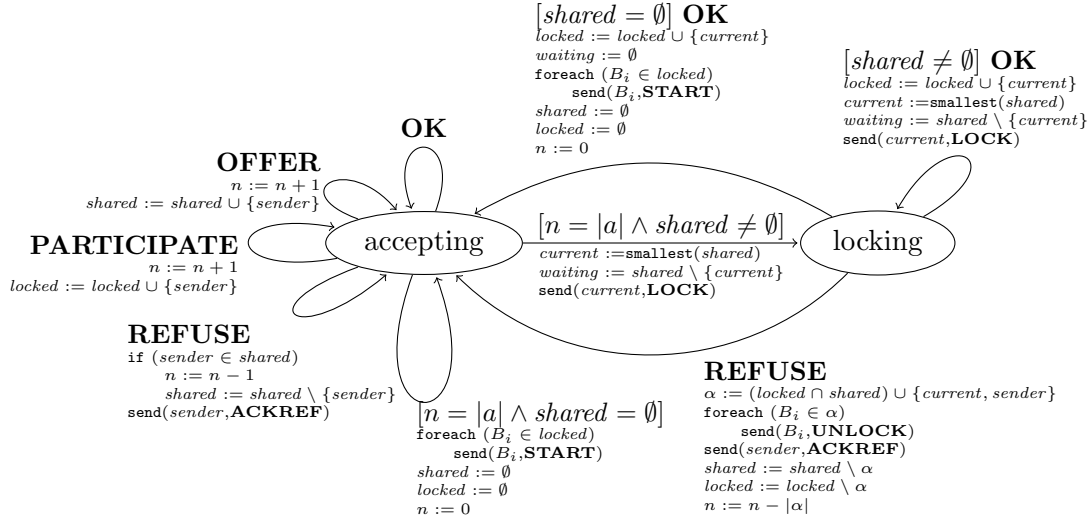 [shared = ∅] OK
locked := locked ∪ {current}
waiting := ∅
foreach (B_i ∈ locked)
send(B_i,START)
shared := ∅
locked := ∅
n := 0
[shared ≠ ∅] OK
locked := locked ∪ {current}
current :=smallest(shared)
waiting := shared \ {current}
send(current,LOCK)
OK
OFFER
n := n + 1
shared := shared ∪ {sender}
PARTICIPATE
n := n + 1
locked := locked ∪ {sender}
accepting
[n = |a| ∧ shared ≠ ∅]
current :=smallest(shared)
waiting := shared \ {current}
send(current,LOCK)
locking
REFUSE
if (sender ∈ shared)
n := n − 1
shared := shared \ {sender}
send(sender,ACKREF)
[n = |a| ∧ shared = ∅]
foreach (B_i ∈ locked)
send(B_i,START)
shared := ∅
locked := ∅
n := 0
REFUSE
α := (locked ∩ shared) ∪ {current, sender}
foreach (B_i ∈ α)
send(B_i,UNLOCK)
send(sender,ACKREF)
shared := shared \ α
locked := locked \ α
n := n − |α|